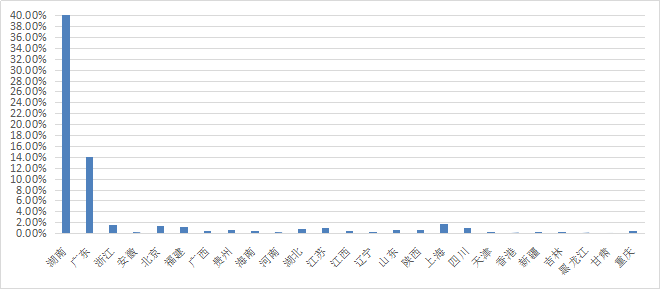 40.00%
38.00%
36.00%
34.00%
32.00%
30.00%
28.00%
26.00%
24.00%
22.00%
20.00%
18.00%
16.00%
14.00%
12.00%
10.00%
8.00%
6.00%
4.00%
2.00%
0.00%
湖南
广东
浙江
安徽
北京
福建
广西
贵州
海南
河南
湖北
江苏
江西
辽宁
山东
陕西
上海
四川
天津
香港
新疆
吉林
黑龙江
甘肃
重庆